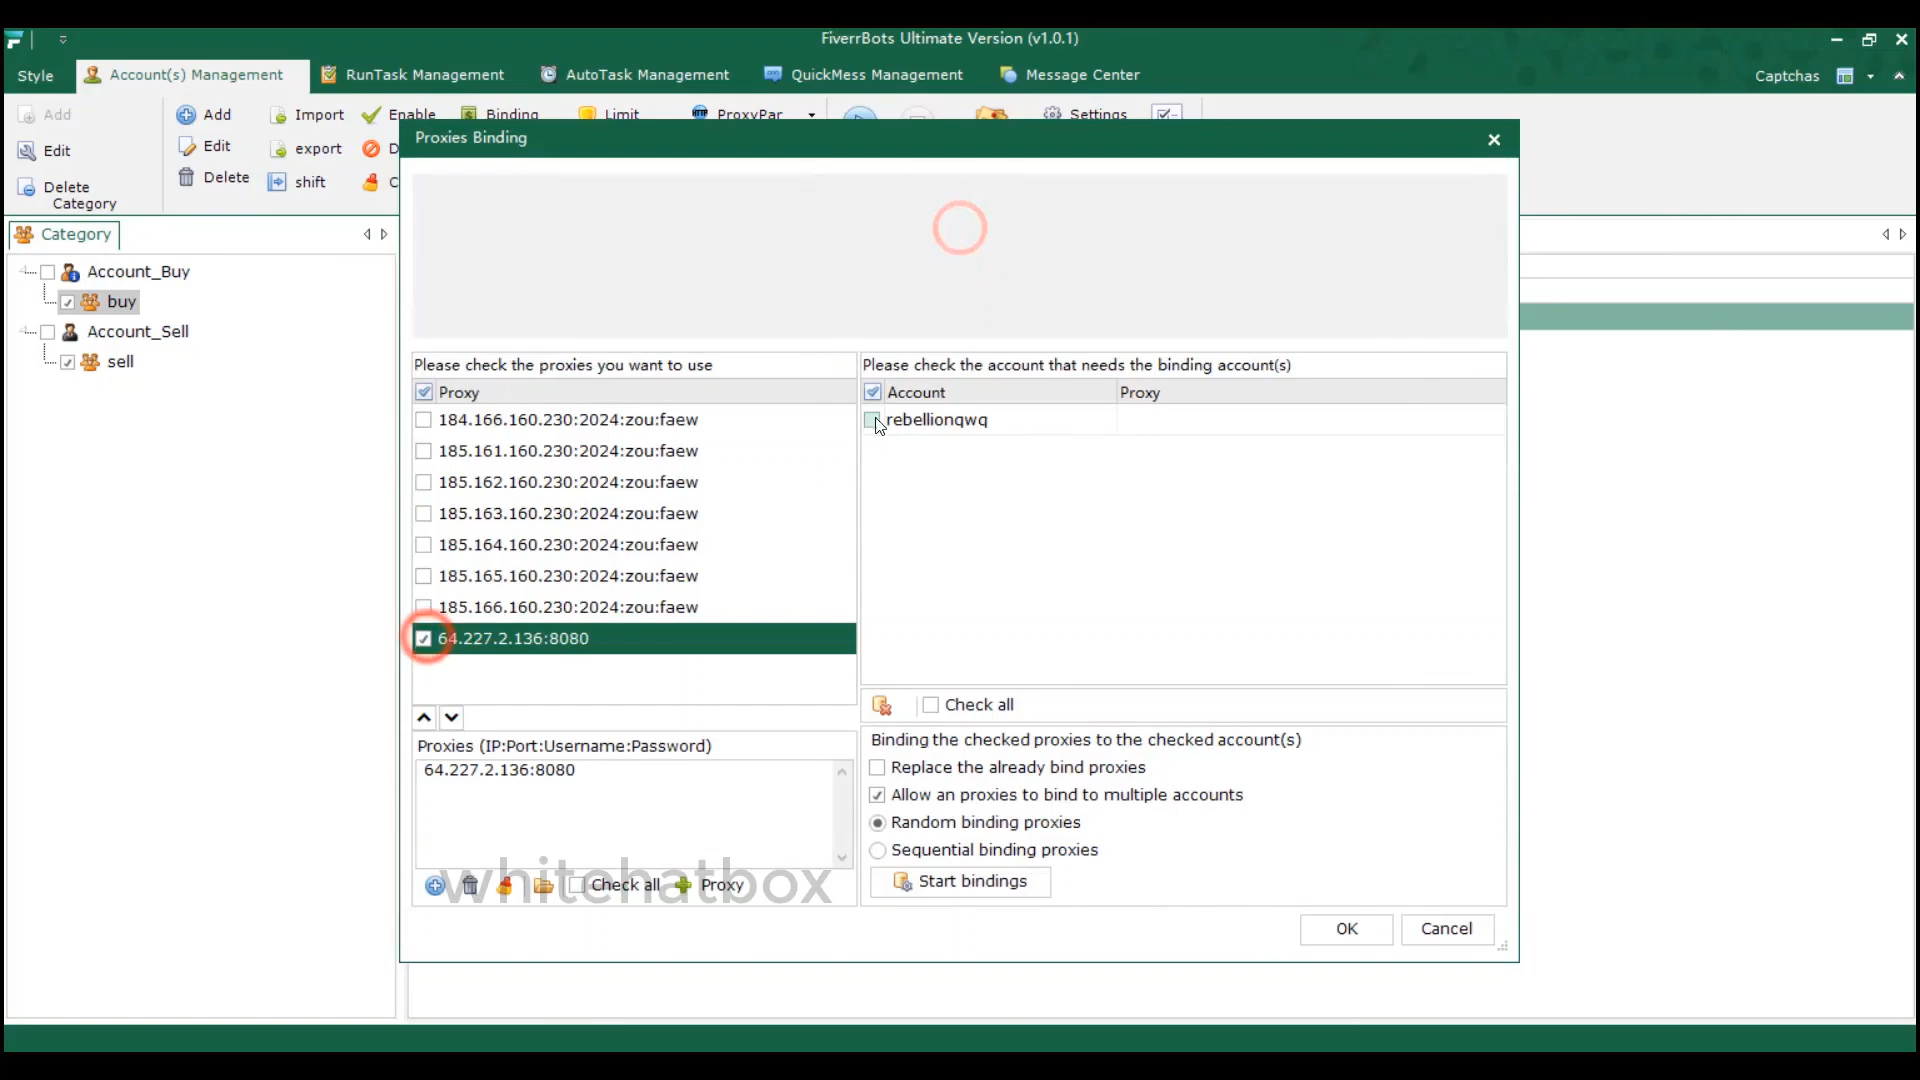 FiverrBots Ultimate Version (v1.0.1)
Style
Account(s) Management
RunTask Management
AutoTask Management
QuickMess Management
Message Center
Captchas
Add
Edit
Delete
Category
Add
Edit
Delete
Import
export
shift
Enable
D
C
Binding
Limit
ProxyPar
Settings
Category
Account_Buy
buy
Account_Sell
sell
Proxies Binding
Please check the proxies you want to use
Proxy
184.166.160.230:2024:zou:faew
185.161.160.230:2024:zou:faew
185.162.160.230:2024:zou:faew
185.163.160.230:2024:zou:faew
185.164.160.230:2024:zou:faew
185.165.160.230:2024:zou:faew
185.166.160.230:2024:zou:faew
64.227.2.136:8080
Proxies (IP:Port:Username:Password)
64.227.2.136:8080
Check all
Proxy
whitehatbox
Please check the account that needs the binding account(s)
Account Proxy
rebellionqwq
Check all
Binding the checked proxies to the checked account(s)
Replace the already bind proxies
Allow an proxies to bind to multiple accounts
Random binding proxies
Sequential binding proxies
Start bindings
OK
Cancel